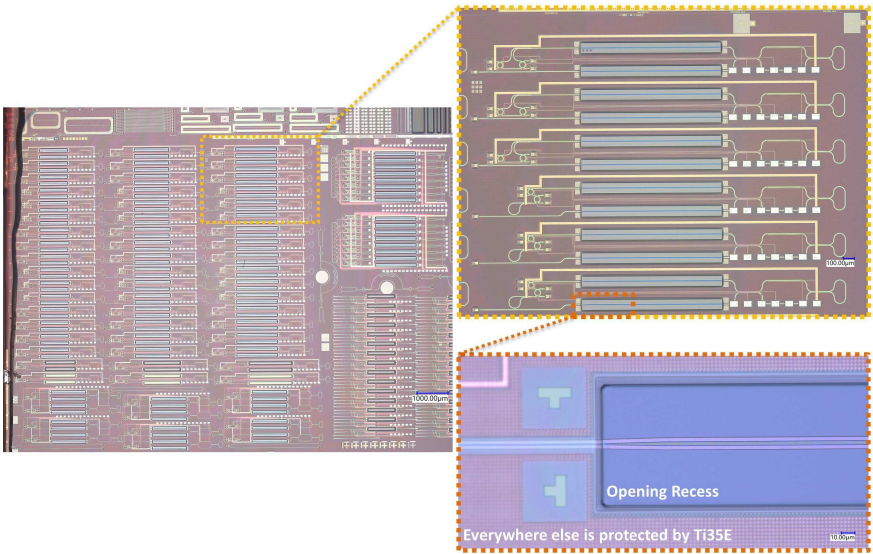 1000.00µm
100.00µm
Opening Recess
Everywhere else is protected by Ti35E
10.00µm